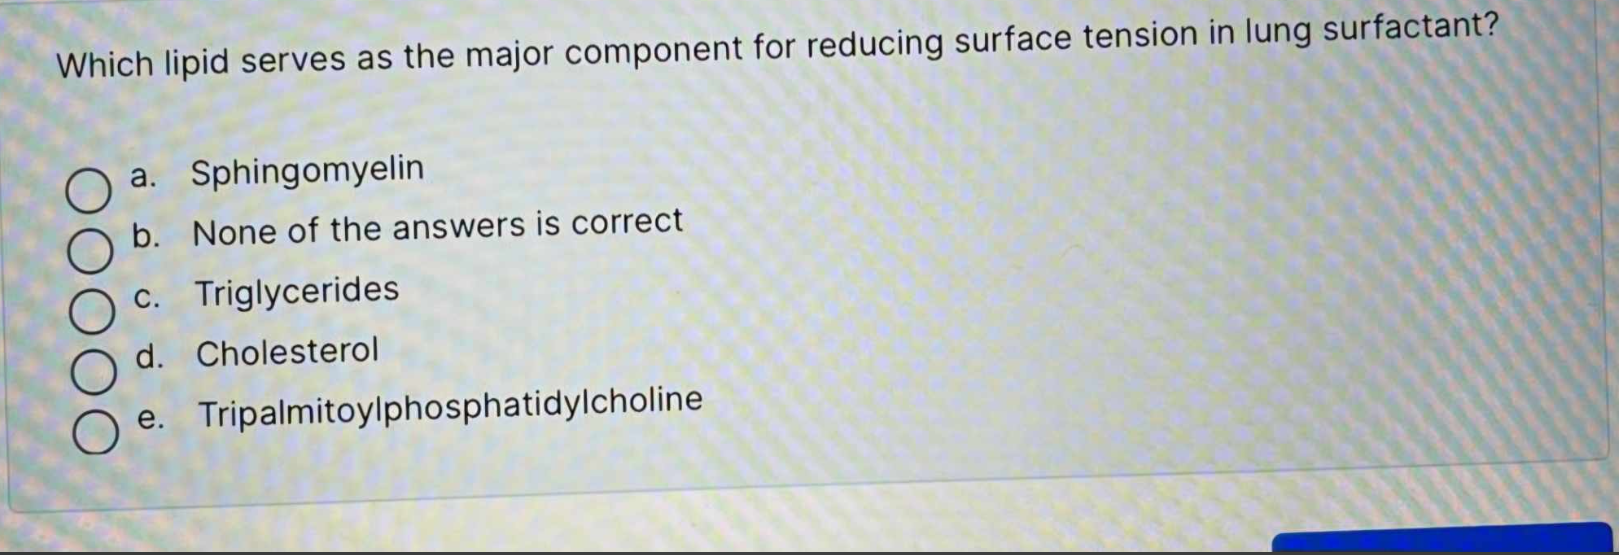 Which lipid serves as the major component for reducing surface tension in lung surfactant?
a. Sphingomyelin
b. None of the answers is correct
c. Triglycerides
d. Cholesterol
e. Tripalmitoylphosphatidylcholine